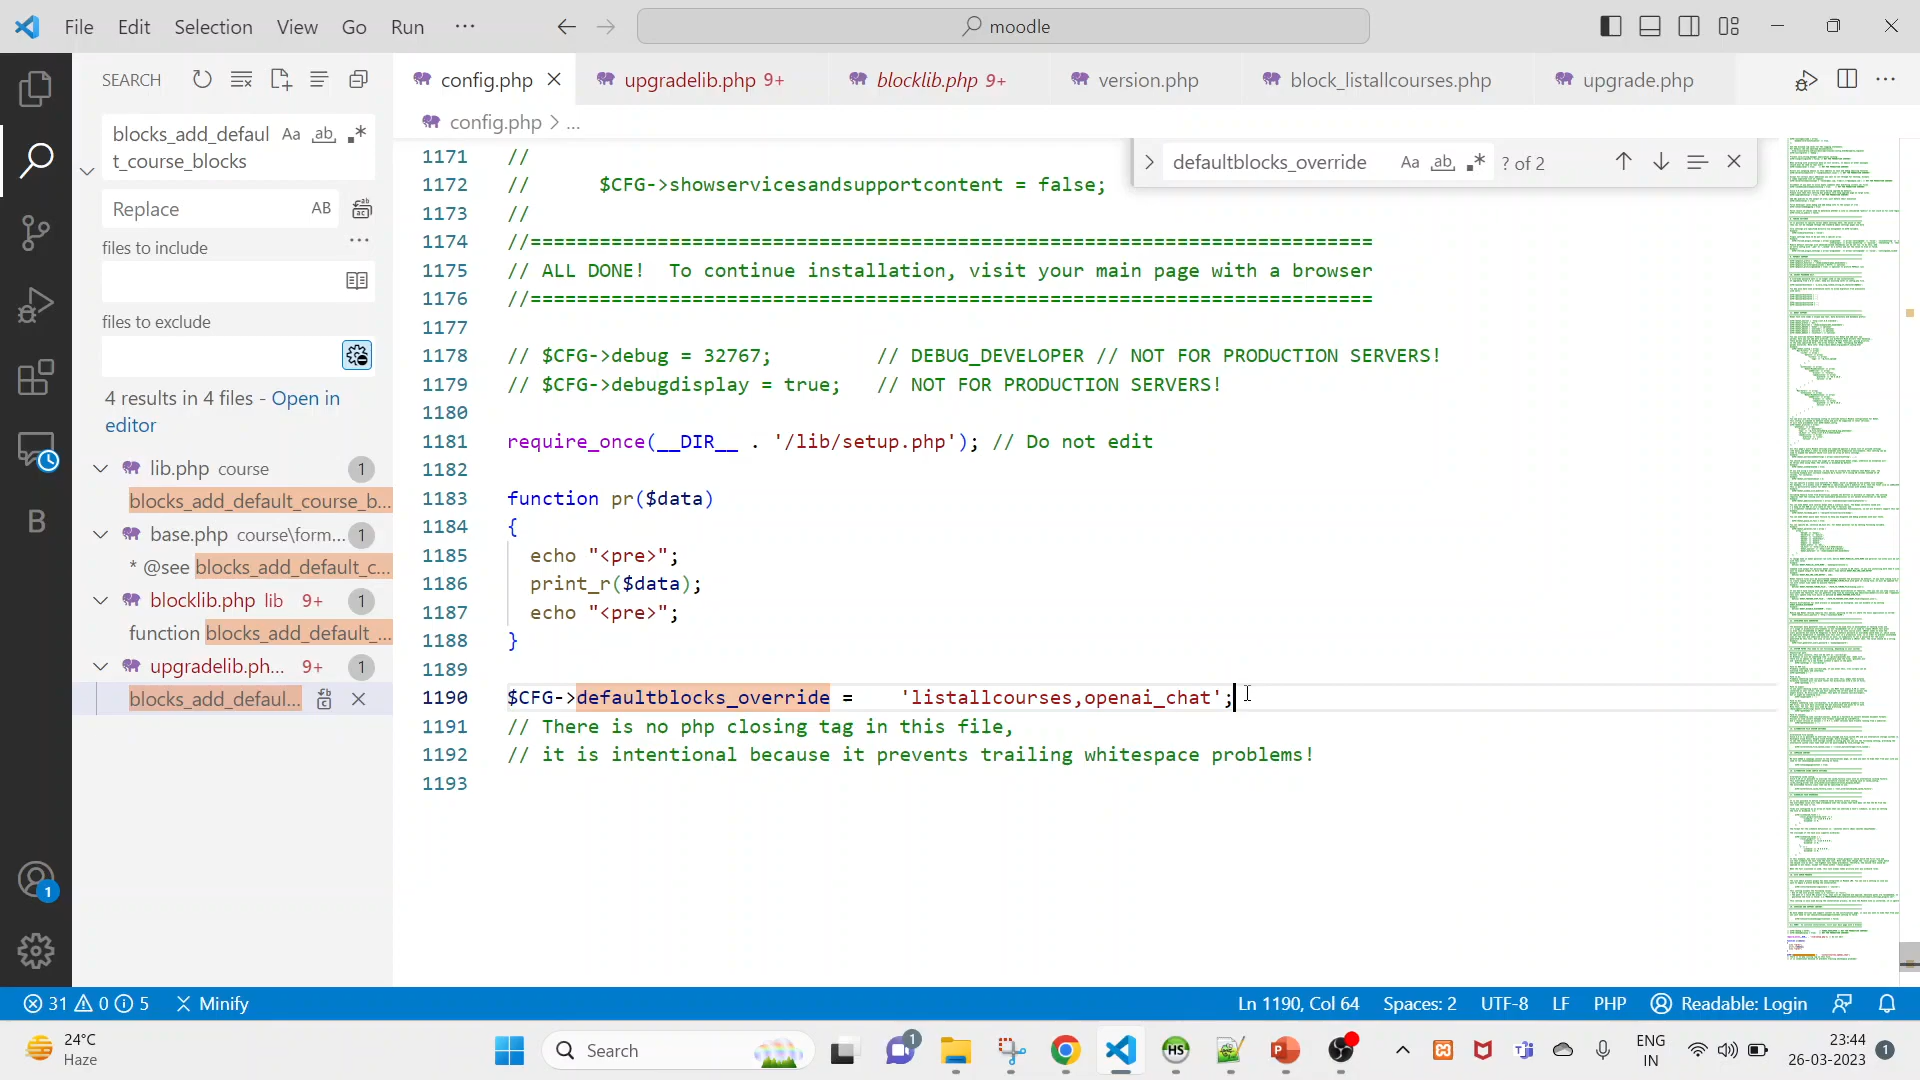 File Edit Selection View Go Run ···
moodle
SEARCH
config.php
upgradelib.php 9+
blocklib.php 9+
version.php
block_listallcourses.php
upgrade.php
blocks_add_defaul
t_course_blocks
Aa ab
Replace
AB
files to include
files to exclude
4 results in 4 files - Open in
editor
lib.php course 1
blocks_add_default_course_b...
base.php course\form... 1
* @see blocks_add_default_c...
blocklib.php lib 9+ 1
function blocks_add_default_...
upgradelib.ph... 9+ 1
blocks_add_defaul...
config.php > ...
defaultblocks_override Aa ab ? of 2
1171 //
1172 // $CFG->showservicesandsupportcontent = false;
1173 //
1174 //=========================================================================
1175 // ALL DONE! To continue installation, visit your main page with a browser
1176 //=========================================================================
1177
1178 // $CFG->debug = 32767; // DEBUG_DEVELOPER // NOT FOR PRODUCTION SERVERS!
1179 // $CFG->debugdisplay = true; // NOT FOR PRODUCTION SERVERS!
1180
1181 require_once(__DIR__ . '/lib/setup.php'); // Do not edit
1182
1183 function pr($data)
1184 {
1185 echo "<pre>";
1186 print_r($data);
1187 echo "<pre>";
1188 }
1189
1190 $CFG->defaultblocks_override = 'listallcourses,openai_chat';
1191 // There is no php closing tag in this file,
1192 // it is intentional because it prevents trailing whitespace problems!
1193
B
1
31 0 5 Minify
Ln 1190, Col 64 Spaces: 2 UTF-8 LF PHP Readable: Login
24°C
Haze
Search
1
HS
ENG
IN
23:44
26-03-2023
1